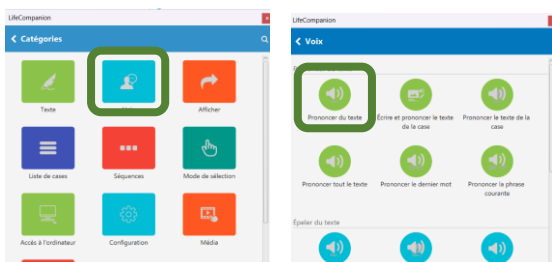 LifeCompanion
Catégories
Texte
Afficher
Liste de cases
Séquences
Mode de sélection
Accès à l'ordinateur
Configuration
Média
LifeCompanion
Voix
Prononcer du texte
Écrire et prononcer le texte
de la case
Prononcer le texte de la
case
Prononcer tout le texte
Prononcer le dernier mot
Prononcer la phrase
courante
Épeler du texte